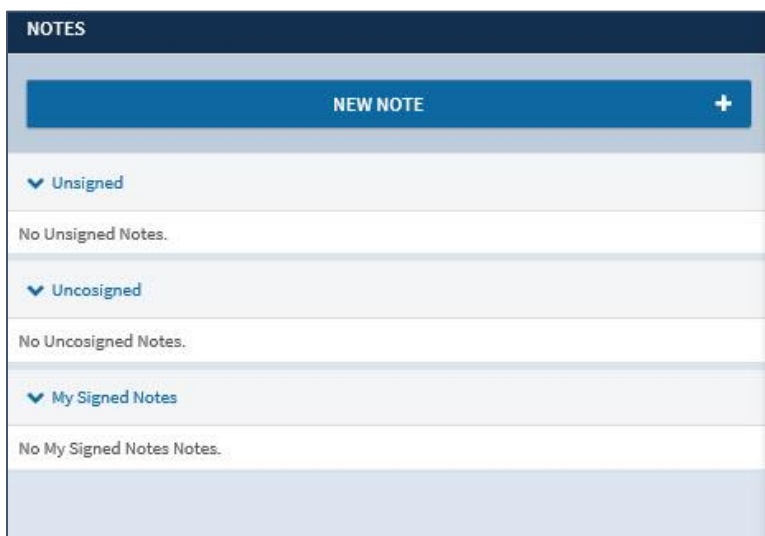 NOTES
NEW NOTE +
Unsigned
No Unsigned Notes.
Uncosigned
No Uncosigned Notes.
My Signed Notes
No My Signed Notes Notes.